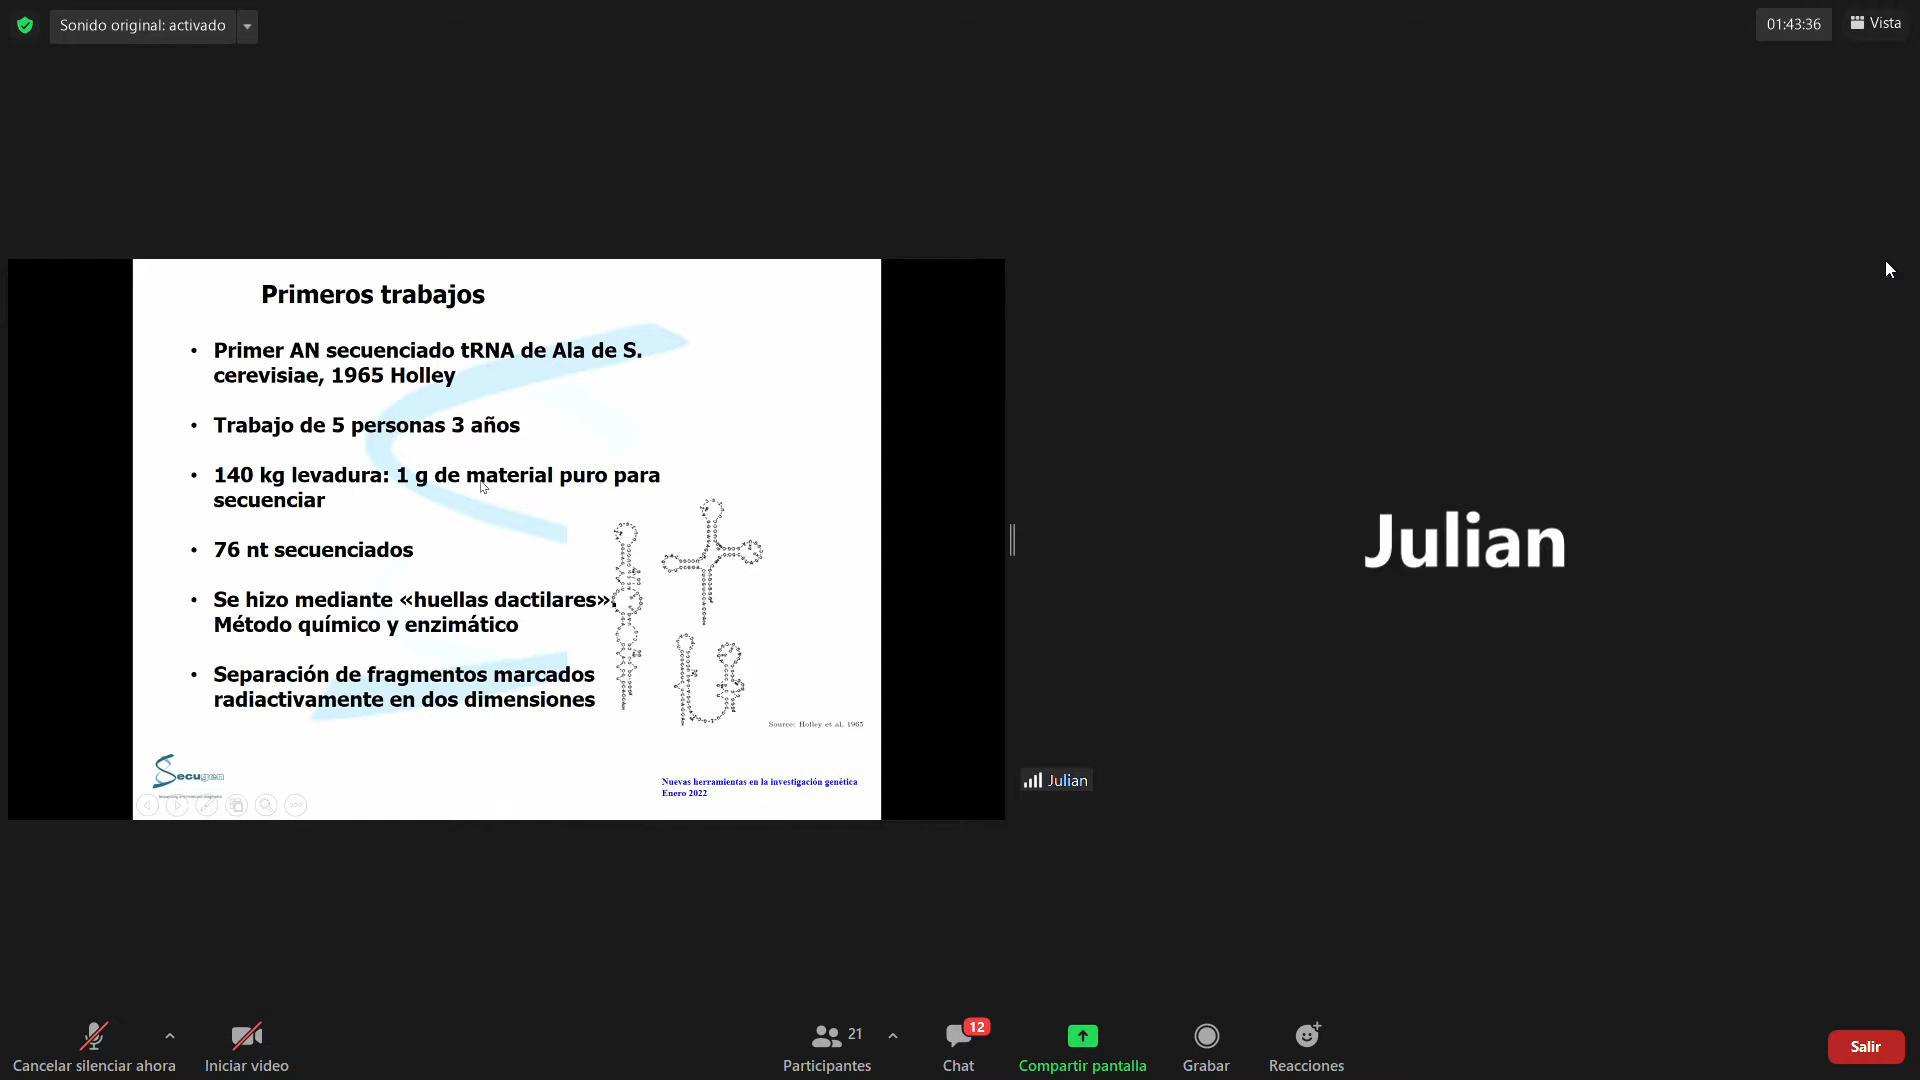 Sonido original: activado
01:43:36
Vista
Primeros trabajos
• Primer AN secuenciado tRNA de Ala de S.
cerevisiae, 1965 Holley
• Trabajo de 5 personas 3 años
• 140 kg levadura: 1 g de material puro para
secuenciar
• 76 nt secuenciados
• Se hizo mediante «huellas dactilares».
Método químico y enzimático
• Separación de fragmentos marcados
radiactivamente en dos dimensiones
Source: Holley et al, 1965
Secugen
Nuevas herramientas en la investigación genética
Enero 2022
Julian
Julian
Cancelar silenciar ahora
Iniciar video
21
Participantes
12
Chat
Compartir pantalla
Grabar
Reacciones
Salir